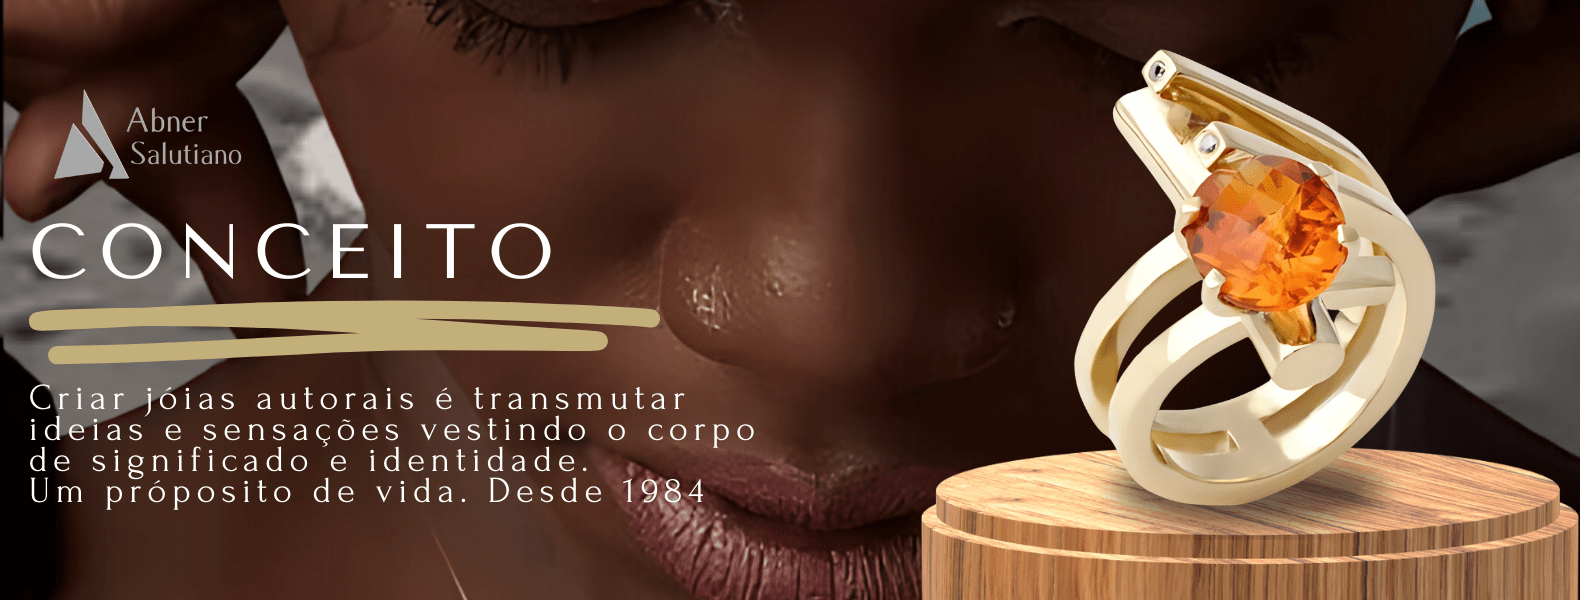 Abner
Salutiano
CONCEITO
Criar jóias autorais é transmutar
ideias e sensações vestindo o corpo
de significado e identidade.
Um próposito de vida. Desde 1984